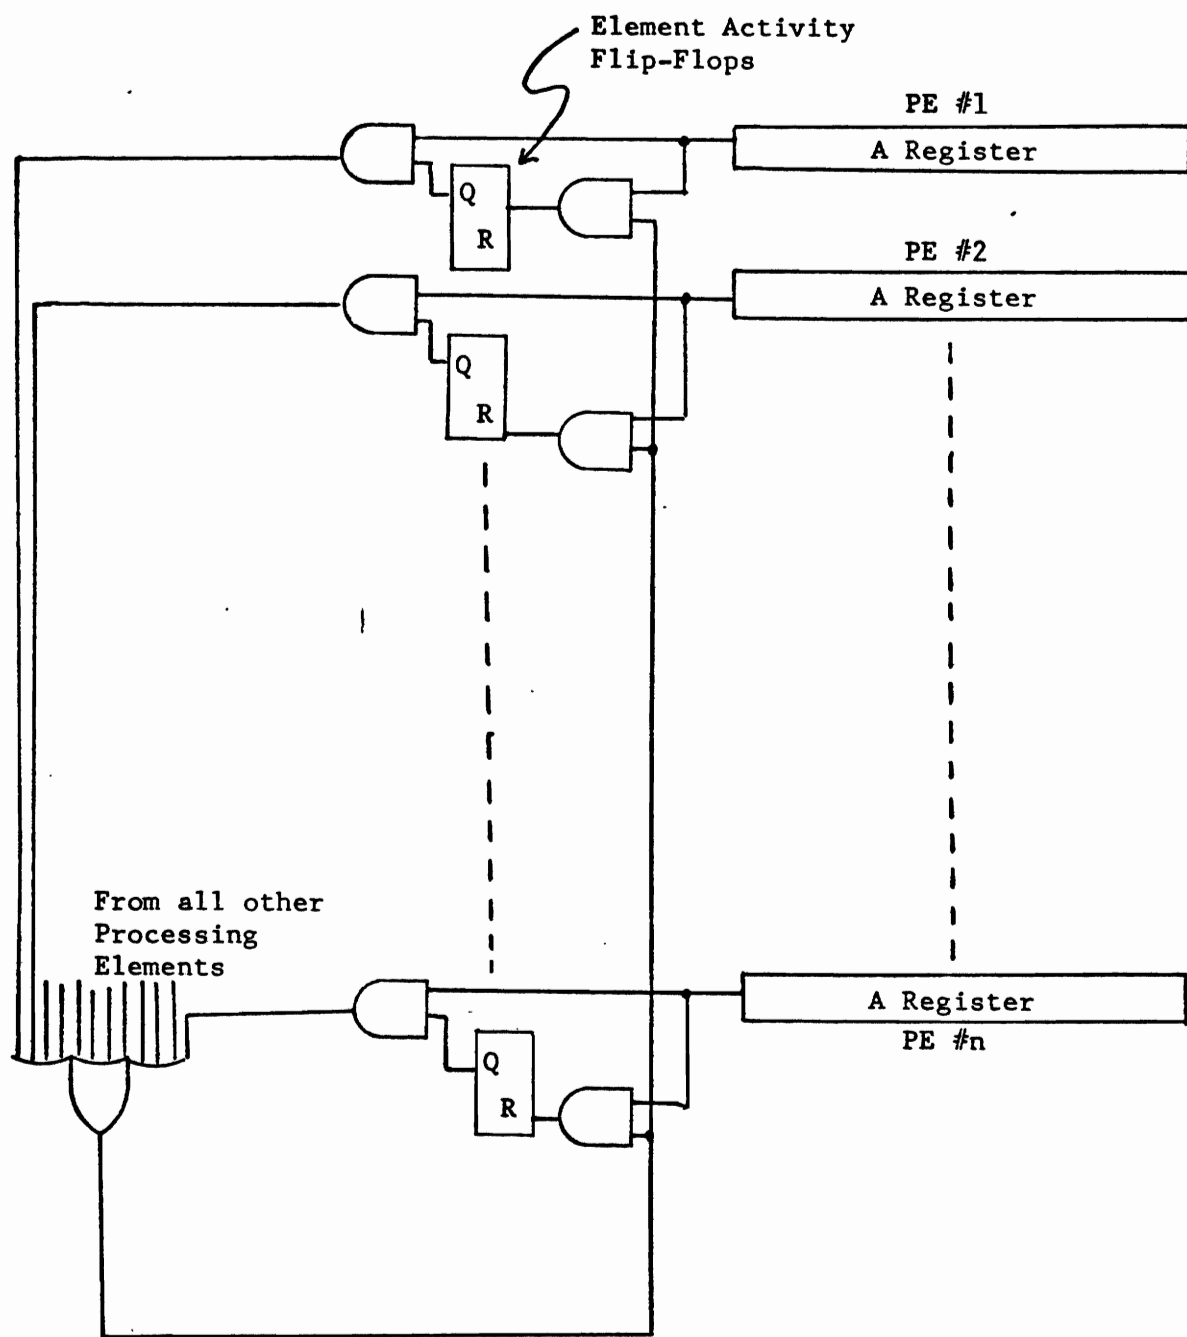 Element Activity
Flip-Flops
PE #1
A Register
Q
R
PE #2
A Register
Q
R
From all other
Processing
Elements
A Register
PE #n
Q
R